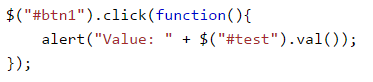 $("#btn1").click(function(){
    alert("Value: " + $("#test").val());
});